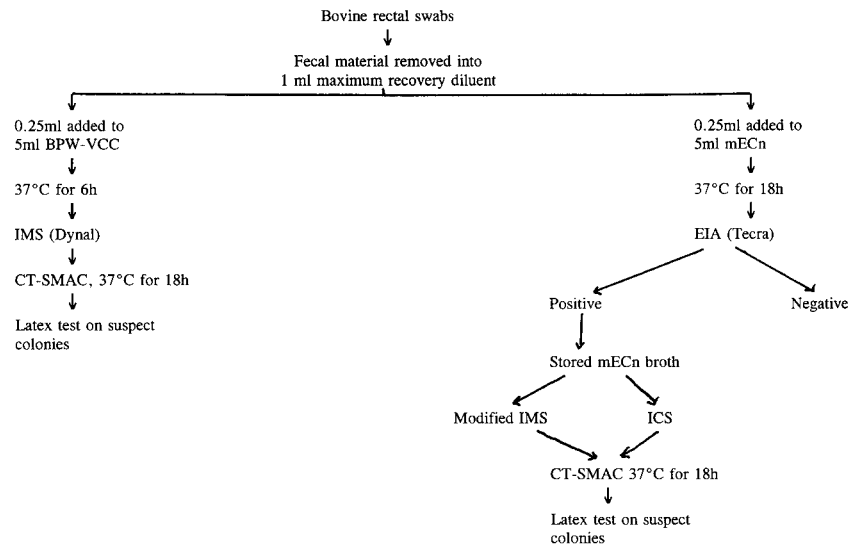 Bovine rectal swabs
Fecal material removed into
1 ml maximum recovery diluent
0.25ml added to
5ml BPW-VCC
37°C for 6h
IMS (Dynal)
CT-SMAC, 37°C for 18h
Latex test on suspect
colonies
0.25ml added to
5ml mECn
37°C for 18h
EIA (Tecra)
Positive
Negative
Stored mECn broth
Modified IMS
ICS
CT-SMAC 37°C for 18h
Latex test on suspect
colonies